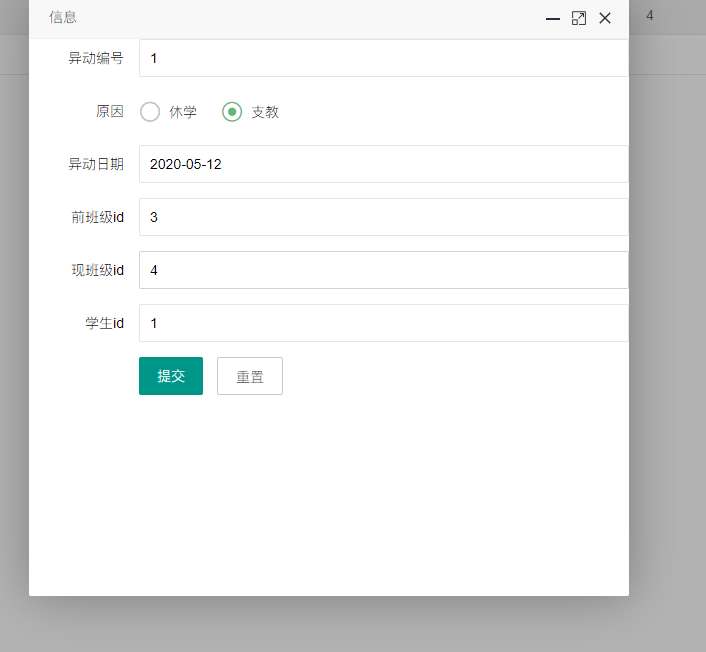 信息
4
异动编号 1
原因 休学 支教
异动日期 2020-05-12
前班级id 3
现班级id 4
学生id 1
提交 重置